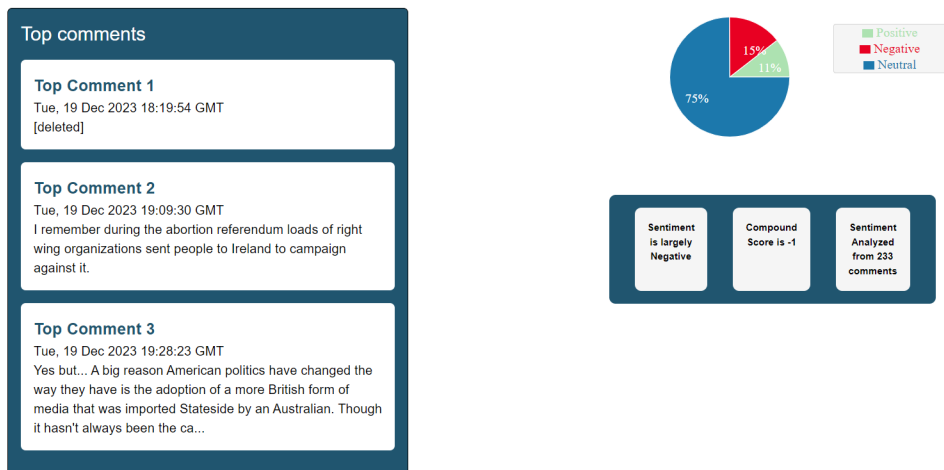 Top comments
Top Comment 1
Tue, 19 Dec 2023 18:19:54 GMT
[deleted]
Top Comment 2
Tue, 19 Dec 2023 19:09:30 GMT
I remember during the abortion referendum loads of right
wing organizations sent people to Ireland to campaign
against it.
Top Comment 3
Tue, 19 Dec 2023 19:28:23 GMT
Yes but... A big reason American politics have changed the
way they have is the adoption of a more British form of
media that was imported Stateside by an Australian. Though
it hasn't always been the ca...
15%
11%
75%
Positive
Negative
Neutral
Sentiment
is largely
Negative
Compound
Score is -1
Sentiment
Analyzed
from 233
comments